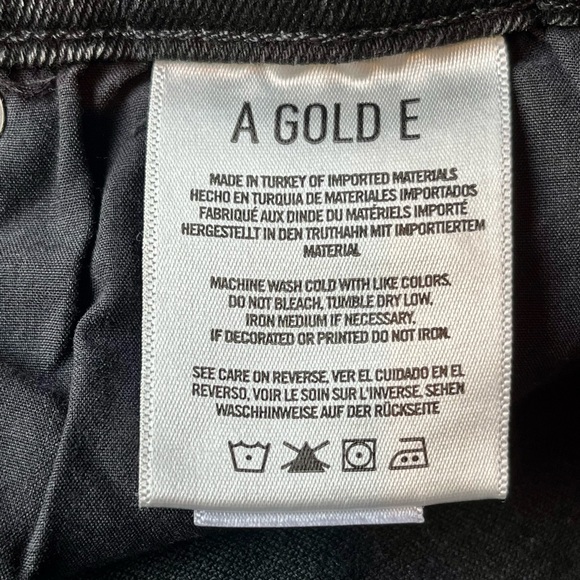 A GOLD E
MADE IN TURKEY OF IMPORTED MATERIALS
HECHO EN TURQUIA DE MATERIALES IMPORTADOS
FABRIQUÉ AUX DINDE DU MATÉRIELS IMPORTÉ
HERGESTELLT IN DEN TRUTHAHN MIT IMPORTIERTEM
MATERIAL
MACHINE WASH COLD WITH LIKE COLORS.
DO NOT BLEACH. TUMBLE DRY LOW.
IRON MEDIUM IF NECESSARY.
IF DECORATED OR PRINTED DO NOT IRON.
SEE CARE ON REVERSE, VER EL CUIDADO EN EL
REVERSO, VOIR LE SOIN SUR L'INVERSE, SEHEN
WASCHHINWEISE AUF DER RÜCKSEITE